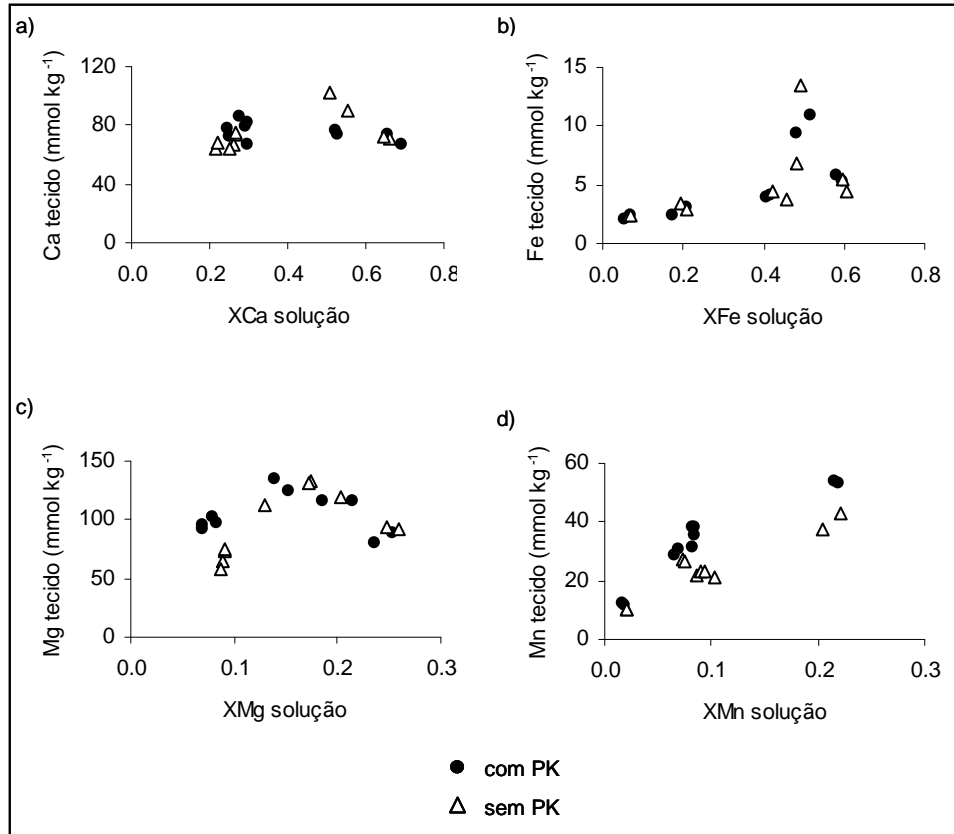 a)
Ca tecido (mmol kg⁻¹)
120
80
40
0
0.0 0.2 0.4 0.6 0.8
XCa solução
b)
Fe tecido (mmol kg⁻¹)
15
10
5
0
0.0 0.2 0.4 0.6 0.8
XFe solução
c)
Mg tecido (mmol kg⁻¹)
150
100
50
0
0.0 0.1 0.2 0.3
XMg solução
d)
Mn tecido (mmol kg⁻¹)
60
40
20
0
0.0 0.1 0.2 0.3
XMn solução
com PK
sem PK